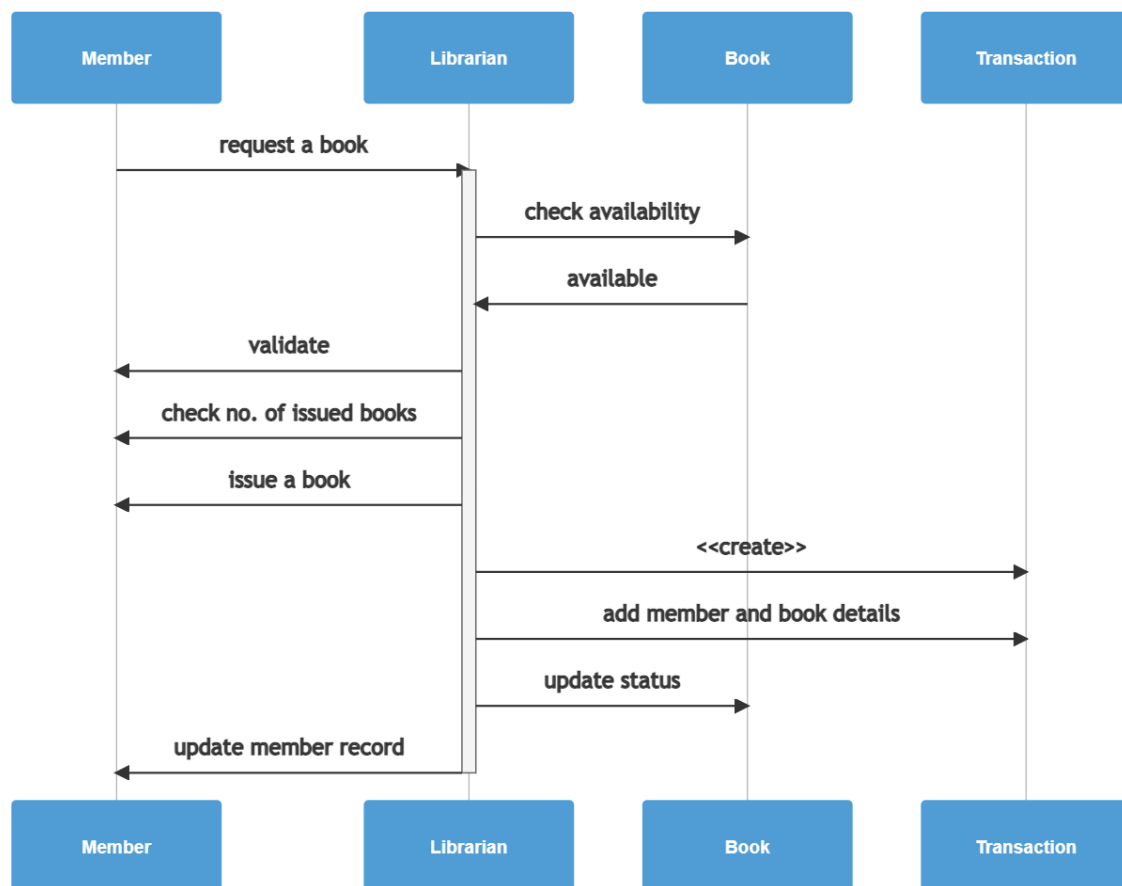 Member
Librarian
Book
Transaction
request a book
check availability
available
validate
check no. of issued books
issue a book
<<create>>
add member and book details
update status
update member record
Member
Librarian
Book
Transaction